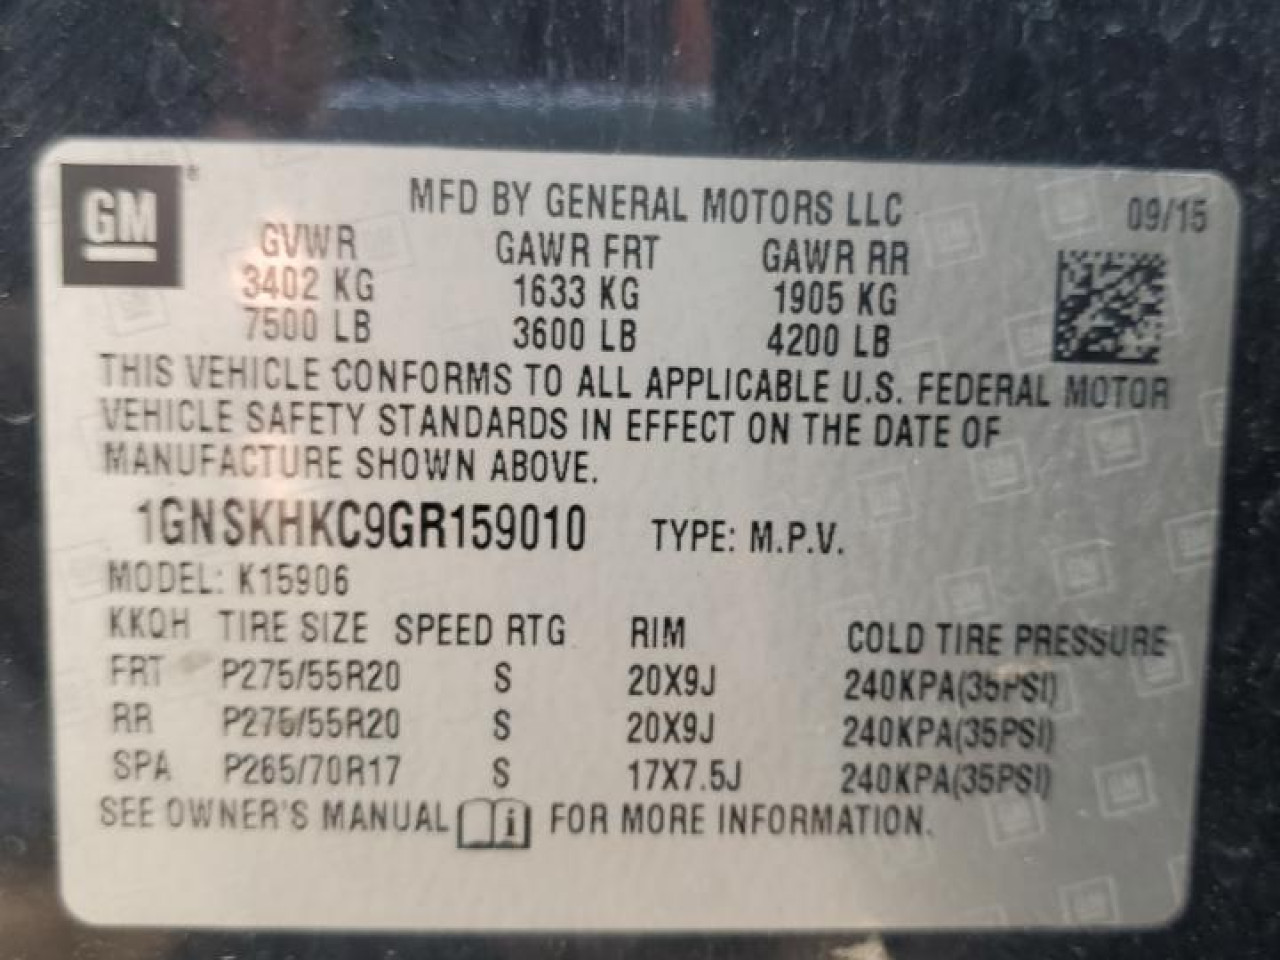 GM
MFD BY GENERAL MOTORS LLC 09/15
GVWR GAWR FRT GAWR RR
3402 KG 1633 KG 1905 KG
7500 LB 3600 LB 4200 LB
THIS VEHICLE CONFORMS TO ALL APPLICABLE U.S. FEDERAL MOTOR
VEHICLE SAFETY STANDARDS IN EFFECT ON THE DATE OF
MANUFACTURE SHOWN ABOVE.
1GNSKHKC9GR159010 TYPE: M.P.V.
MODEL: K15906
KKQH TIRE SIZE SPEED RTG RIM COLD TIRE PRESSURE
FRT P275/55R20 S 20X9J 240KPA(35PSI)
RR P275/55R20 S 20X9J 240KPA(35PSI)
SPA P265/70R17 S 17X7.5J 240KPA(35PSI)
SEE OWNER'S MANUAL i FOR MORE INFORMATION.